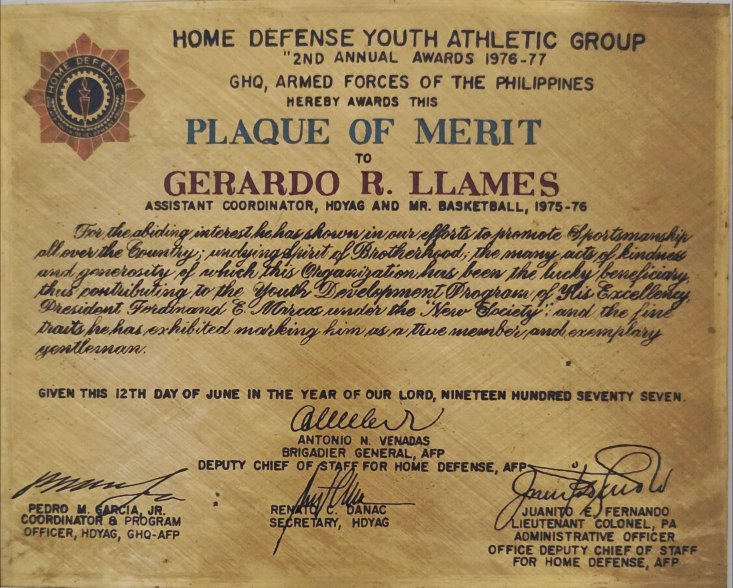 HOME DEFENSE
HOME DEFENSE YOUTH ATHLETIC GROUP
"2ND ANNUAL AWARDS 1976-77
GHQ, ARMED FORCES OF THE PHILIPPINES
HEREBY AWARDS THIS
PLAQUE OF MERIT
TO
GERARDO R. LLAMES
ASSISTANT COORDINATOR, HDYAG AND MR. BASKETBALL, 1975-76
For the abiding interest he has shown in our efforts to promote Sportsmanship
all over the Country; undying Spirit of Brotherhood; the many acts of kindness
and generosity of which this Organization has been the lucky beneficiary,
thus contributing to the Youth Development Program of His Excellency,
President Ferdinand E. Marcos under the "New Society": and the fine
traits he has exhibited marking him as a true member and exemplary
gentleman.
GIVEN THIS 12TH DAY OF JUNE IN THE YEAR OF OUR LORD, NINETEEN HUNDRED SEVENTY SEVEN.
ANTONIO N. VENADAS
BRIGADIER GENERAL, AFP
DEPUTY CHIEF OF STAFF FOR HOME DEFENSE, AFP
PEDRO M. GARCIA, JR.
COORDINATOR & PROGRAM
OFFICER, HDYAG, GHQ-AFP
RENATO C. DANAC
SECRETARY, HDYAG
JUANITO E. FERNANDO
LIEUTENANT COLONEL, PA
ADMINISTRATIVE OFFICER
OFFICE DEPUTY CHIEF OF STAFF
FOR HOME DEFENSE, AFP